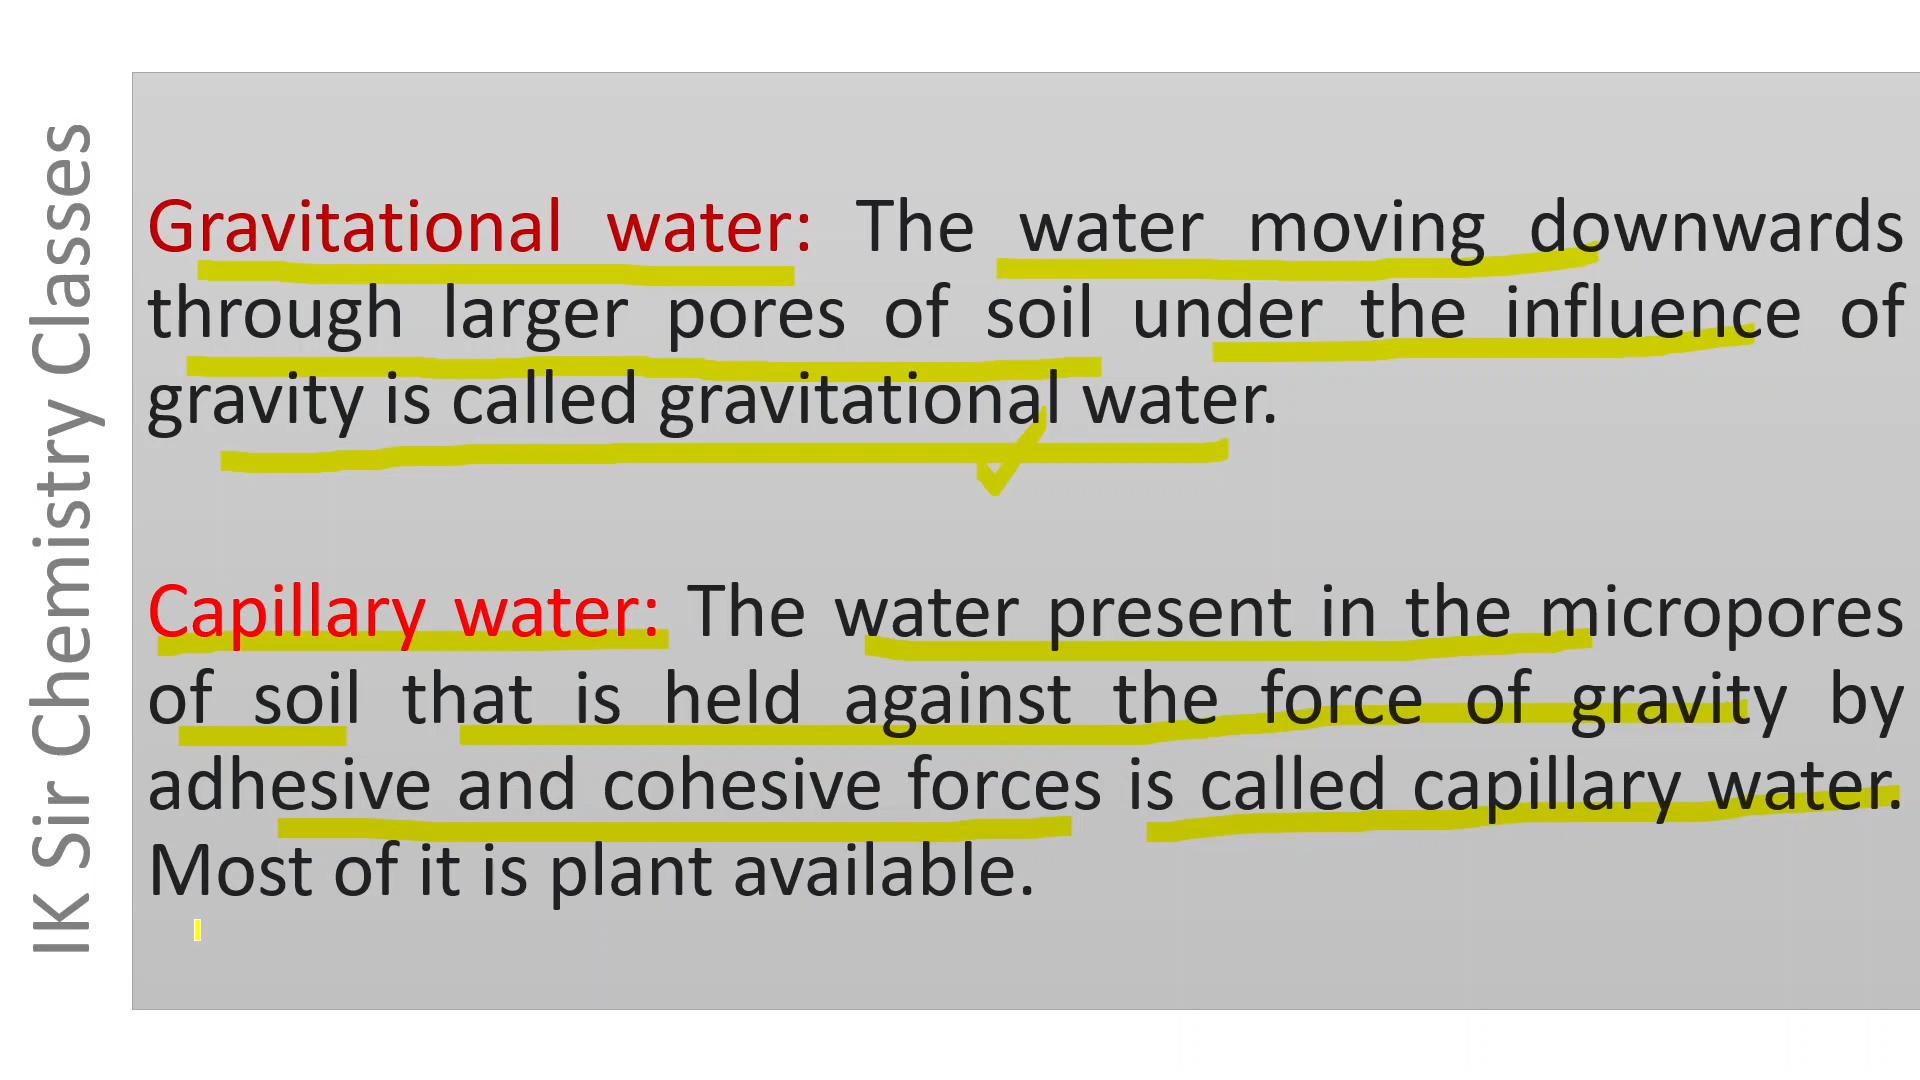 IK Sir Chemistry Classes
Gravitational water: The water moving downwards
through larger pores of soil under the influence of
gravity is called gravitational water.
Capillary water: The water present in the micropores
of soil that is held against the force of gravity by
adhesive and cohesive forces is called capillary water.
Most of it is plant available.